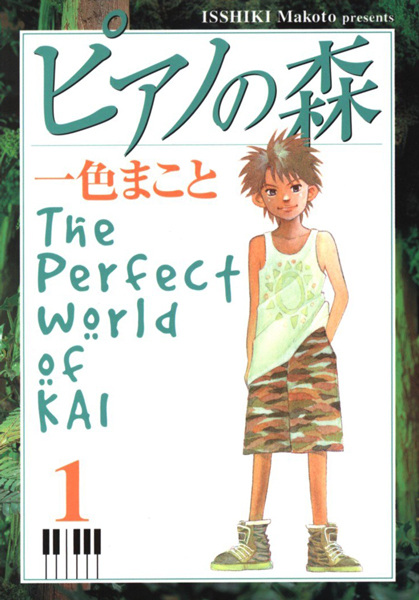 ISSHIKI Makoto presents
ピアノの森
一色まこと
The
Perfect
World
of
KAI
1